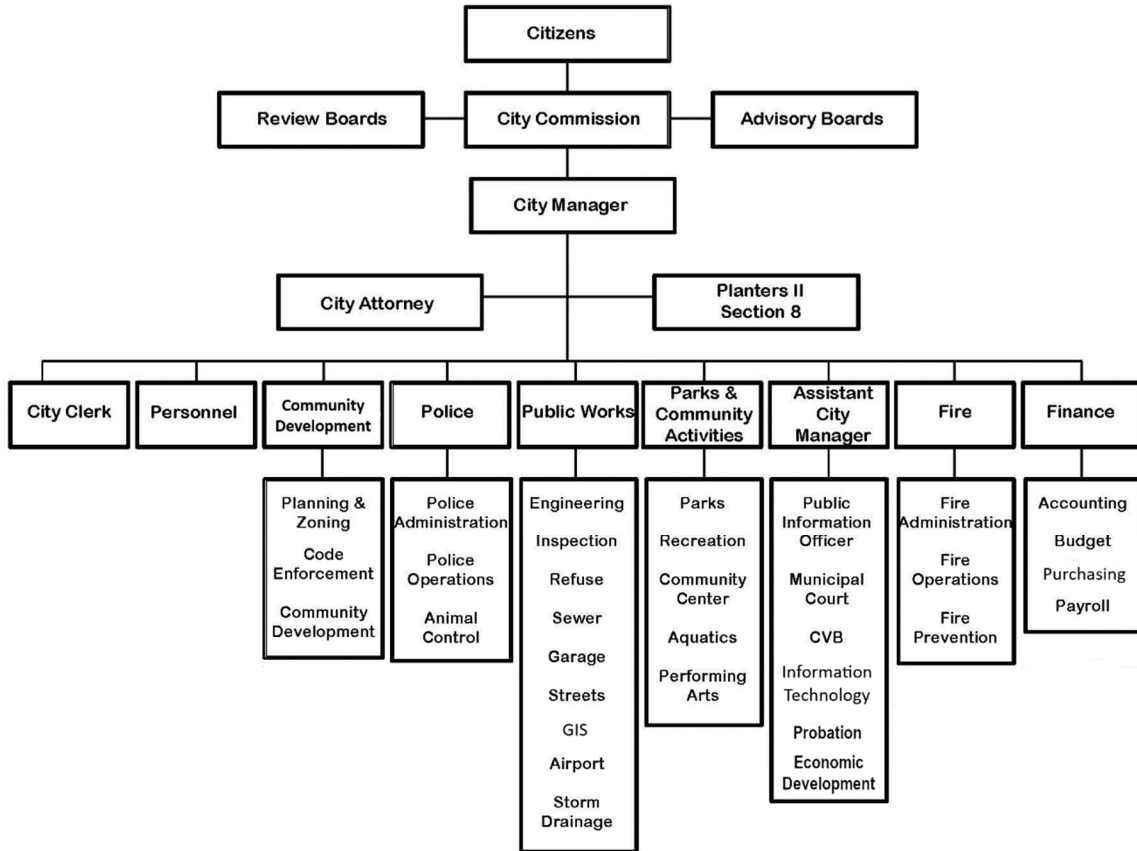 Citizens
Review Boards
City Commission
Advisory Boards
City Manager
City Attorney
Planters II
Section 8
City Clerk
Personnel
Community
Development
Police
Public Works
Parks &
Community
Activities
Assistant
City
Manager
Fire
Finance
Planning &
Zoning
Code
Enforcement
Community
Development
Police
Administration
Police
Operations
Animal
Control
Engineering
Inspection
Refuse
Sewer
Garage
Streets
GIS
Airport
Storm
Drainage
Parks
Recreation
Community
Center
Aquatics
Performing
Arts
Public
Information
Officer
Municipal
Court
CVB
Information
Technology
Probation
Economic
Development
Fire
Administration
Fire
Operations
Fire
Prevention
Accounting
Budget
Purchasing
Payroll